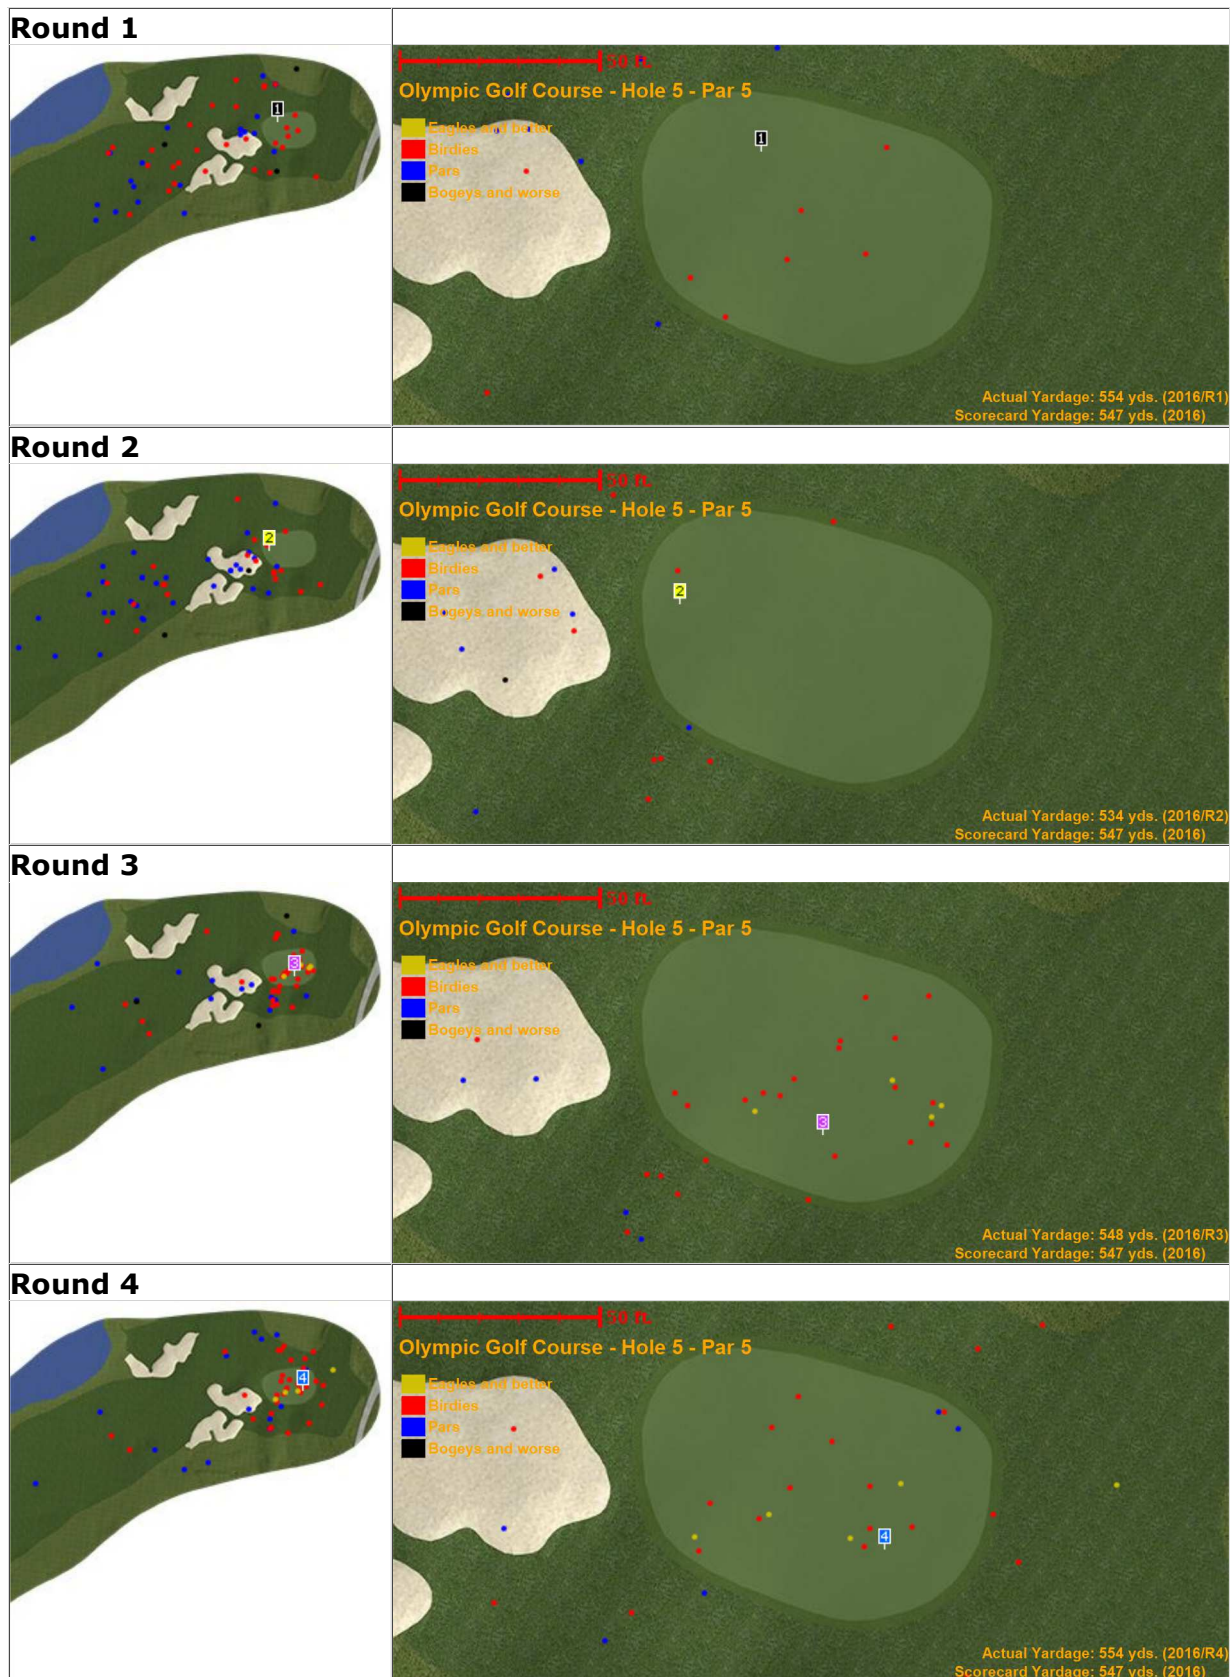 Round 1
1
50 ft.
Olympic Golf Course - Hole 5 - Par 5
Eagles and better
Birdies
Pars
Bogeys and worse
1
Actual Yardage: 554 yds. (2016/R1)
Scorecard Yardage: 547 yds. (2016)
Round 2
2
50 ft.
Olympic Golf Course - Hole 5 - Par 5
Eagles and better
Birdies
Pars
Bogeys and worse
2
Actual Yardage: 534 yds. (2016/R2)
Scorecard Yardage: 547 yds. (2016)
Round 3
3
50 ft.
Olympic Golf Course - Hole 5 - Par 5
Eagles and better
Birdies
Pars
Bogeys and worse
3
Actual Yardage: 548 yds. (2016/R3)
Scorecard Yardage: 547 yds. (2016)
Round 4
4
50 ft.
Olympic Golf Course - Hole 5 - Par 5
Eagles and better
Birdies
Pars
Bogeys and worse
4
Actual Yardage: 554 yds. (2016/R4)
Scorecard Yardage: 547 yds. (2016)